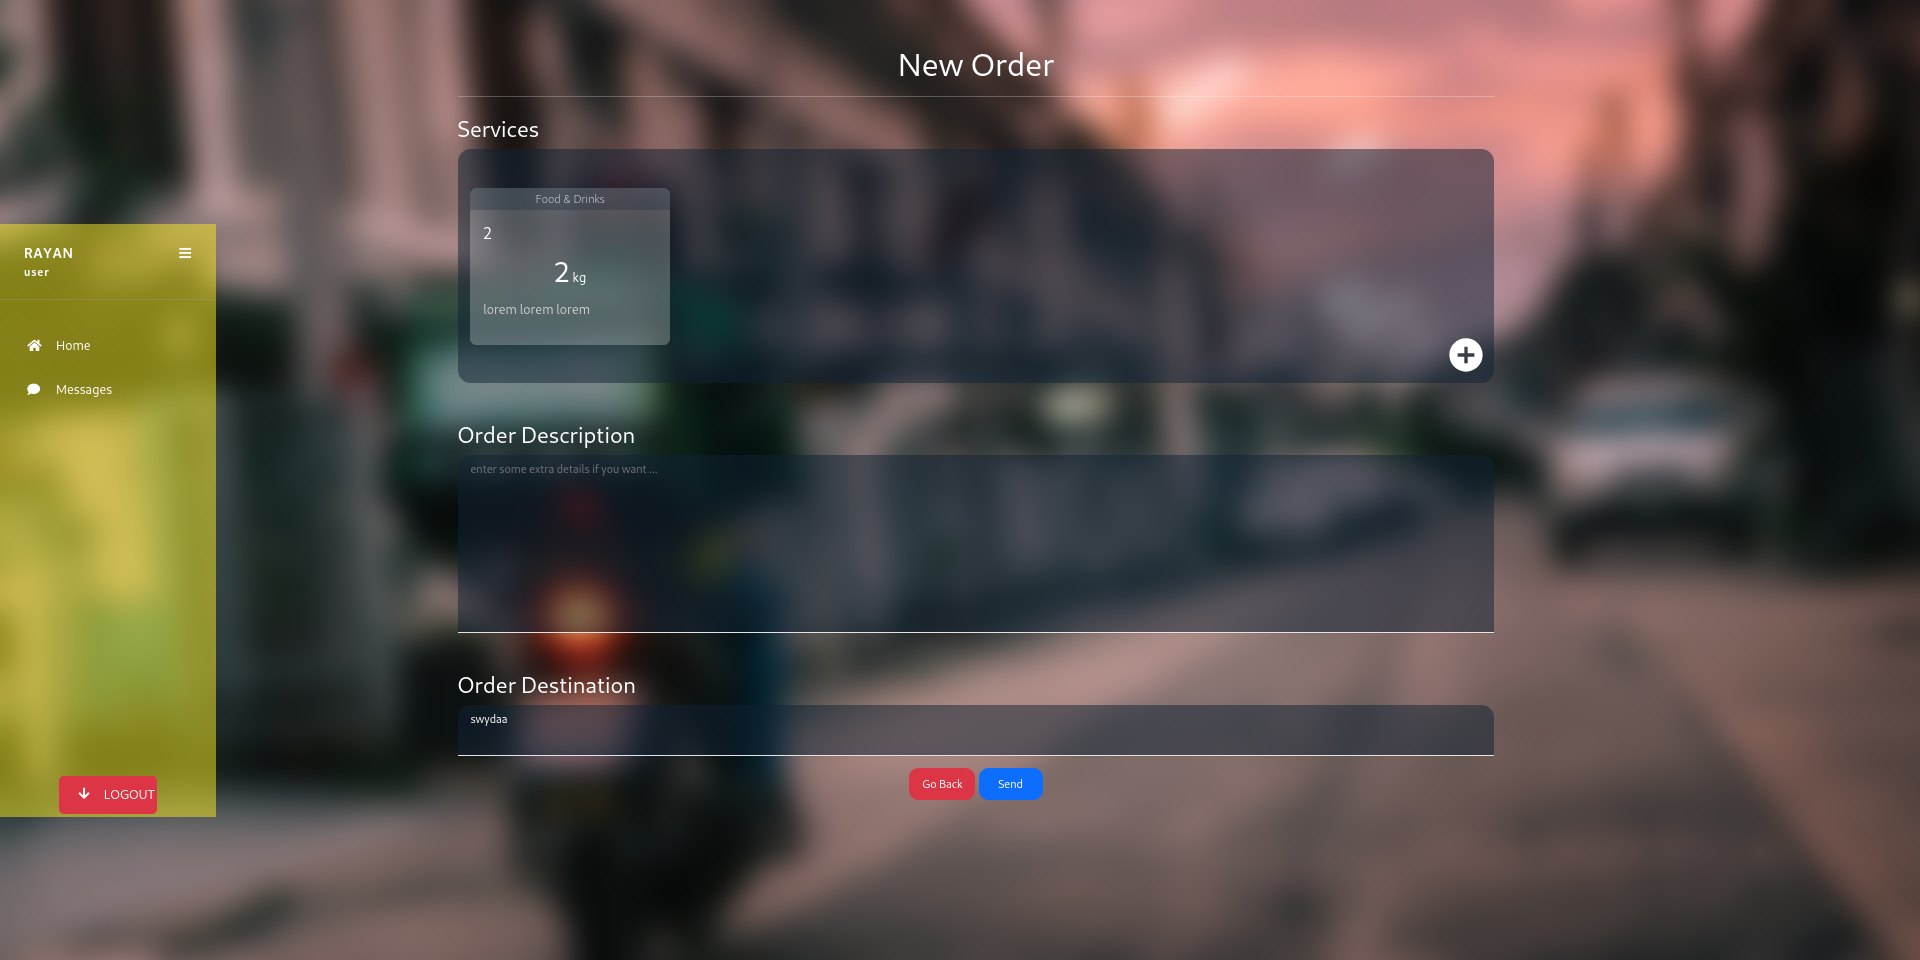 RAYAN
user
Home
Messages
LOGOUT
New Order
Services
Food & Drinks
2
2 kg
lorem lorem lorem
Order Description
enter some extra details if you want ...
Order Destination
swydaa
Go Back
Send